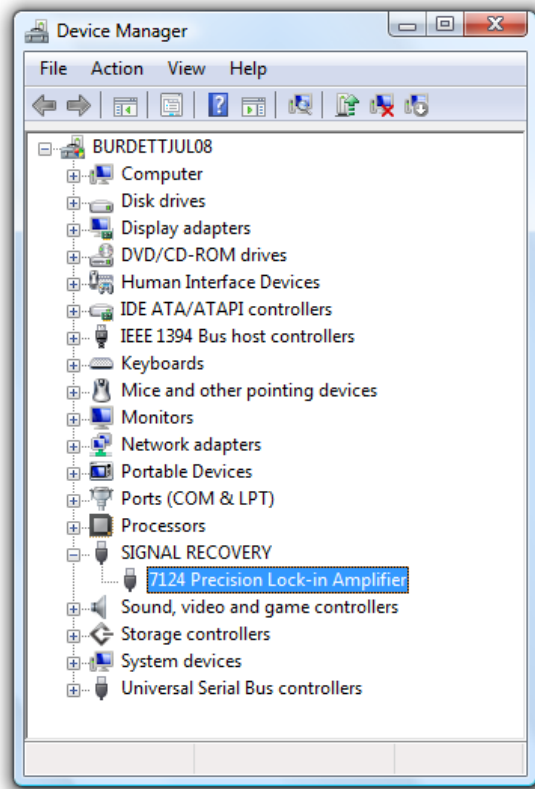 Device Manager
File Action View Help
BURDETTJUL08
Computer
Disk drives
Display adapters
DVD/CD-ROM drives
Human Interface Devices
IDE ATA/ATAPI controllers
IEEE 1394 Bus host controllers
Keyboards
Mice and other pointing devices
Monitors
Network adapters
Portable Devices
Ports (COM & LPT)
Processors
SIGNAL RECOVERY
7124 Precision Lock-in Amplifier
Sound, video and game controllers
Storage controllers
System devices
Universal Serial Bus controllers